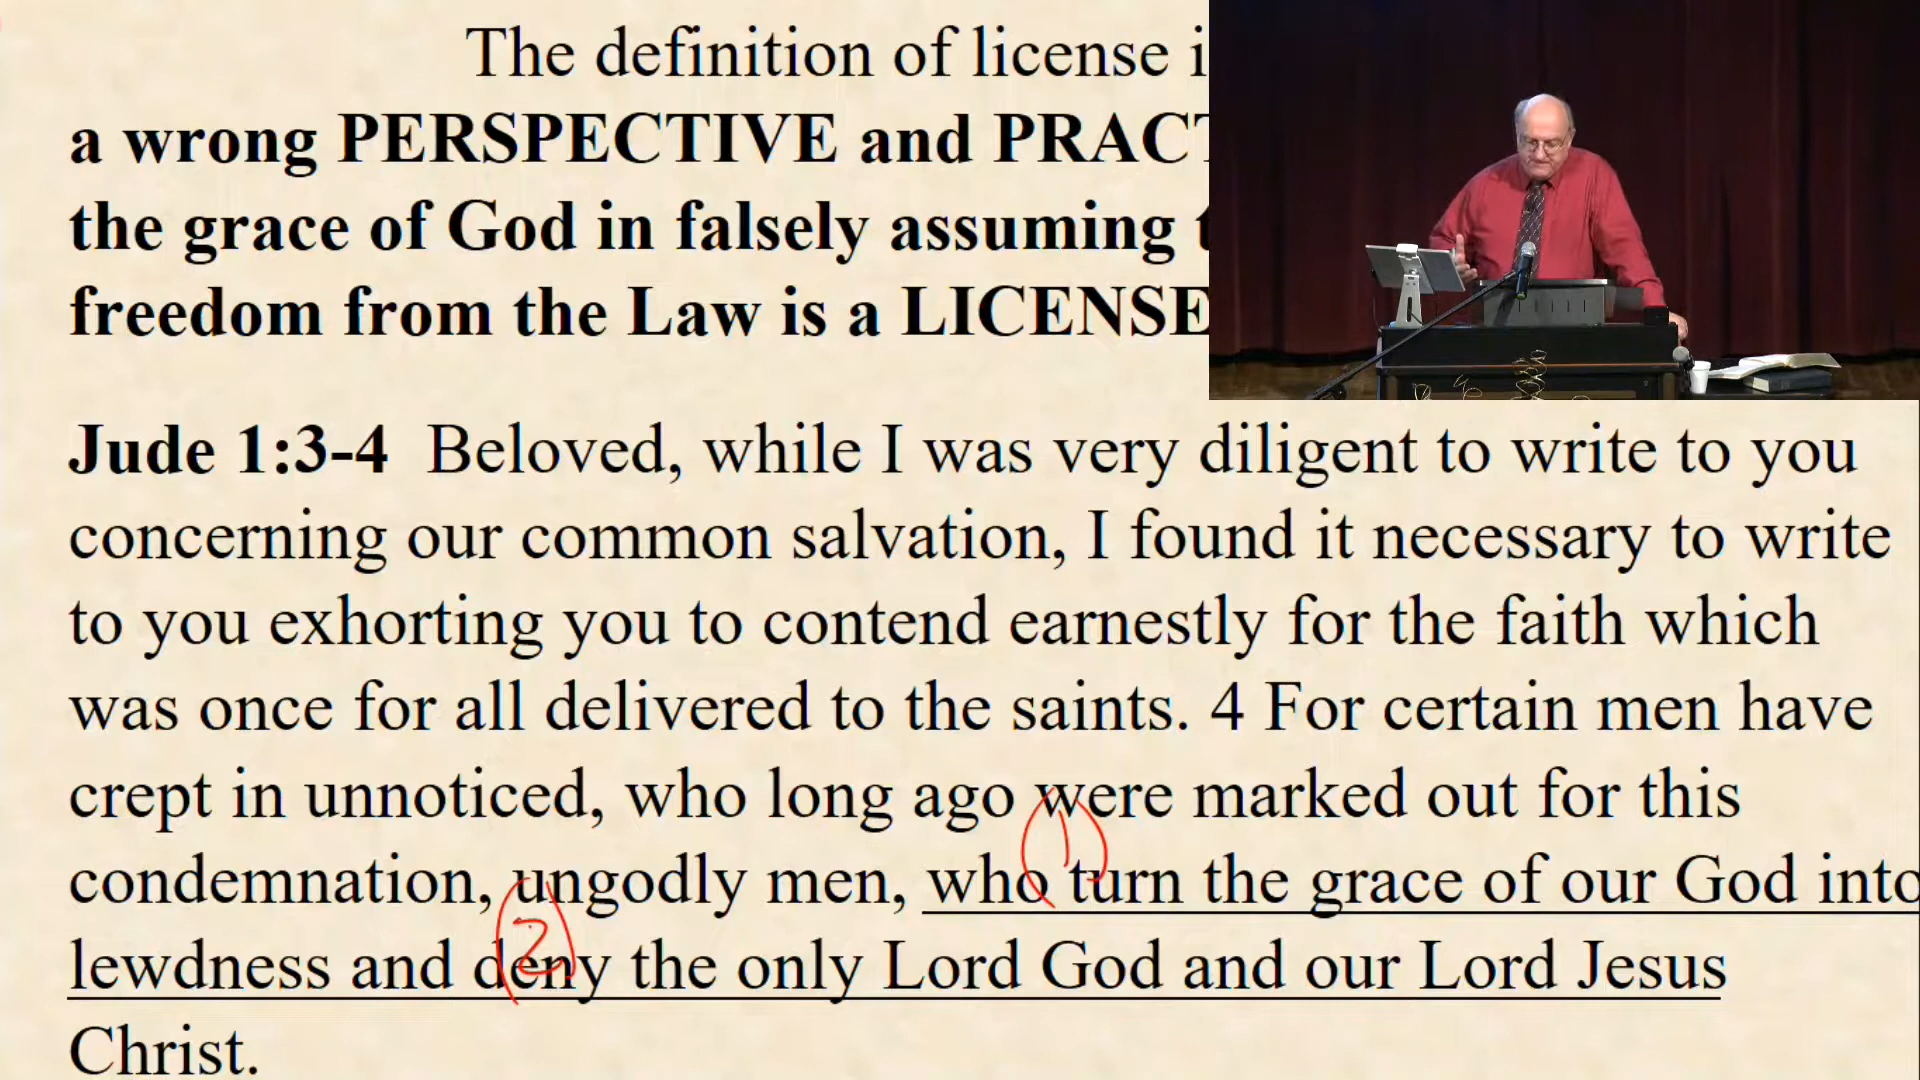 The definition of license i
a wrong PERSPECTIVE and PRACT
the grace of God in falsely assuming t
freedom from the Law is a LICENSE
Jude 1:3-4 Beloved, while I was very diligent to write to you
concerning our common salvation, I found it necessary to write
to you exhorting you to contend earnestly for the faith which
was once for all delivered to the saints. 4 For certain men have
crept in unnoticed, who long ago were marked out for this
(1)
condemnation, ungodly men, who turn the grace of our God into
(2)
lewdness and deny the only Lord God and our Lord Jesus
Christ.